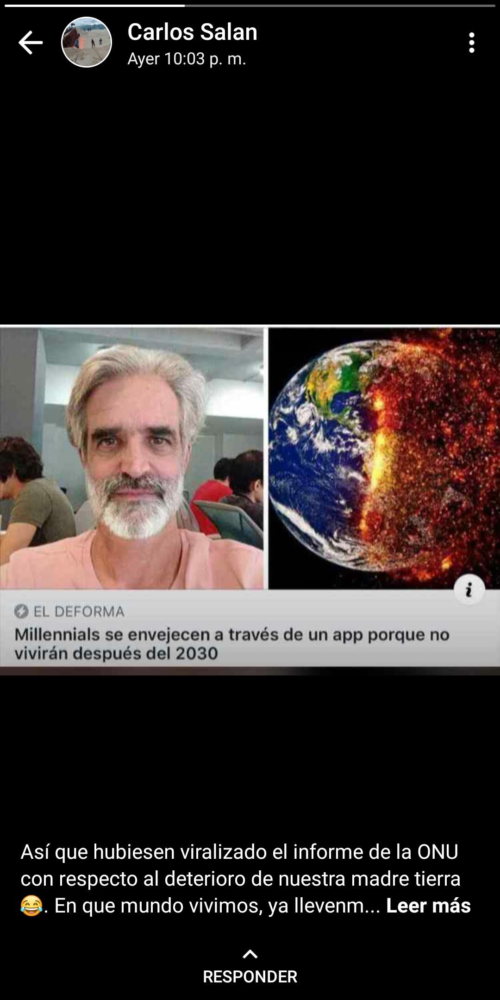 Carlos Salan
Ayer 10:03 p. m.
i
EL DEFORMA
Millennials se envejecen a través de un app porque no
vivirán después del 2030
Así que hubiesen viralizado el informe de la ONU
con respecto al deterioro de nuestra madre tierra
😂. En que mundo vivimos, ya llevenm... Leer más
RESPONDER